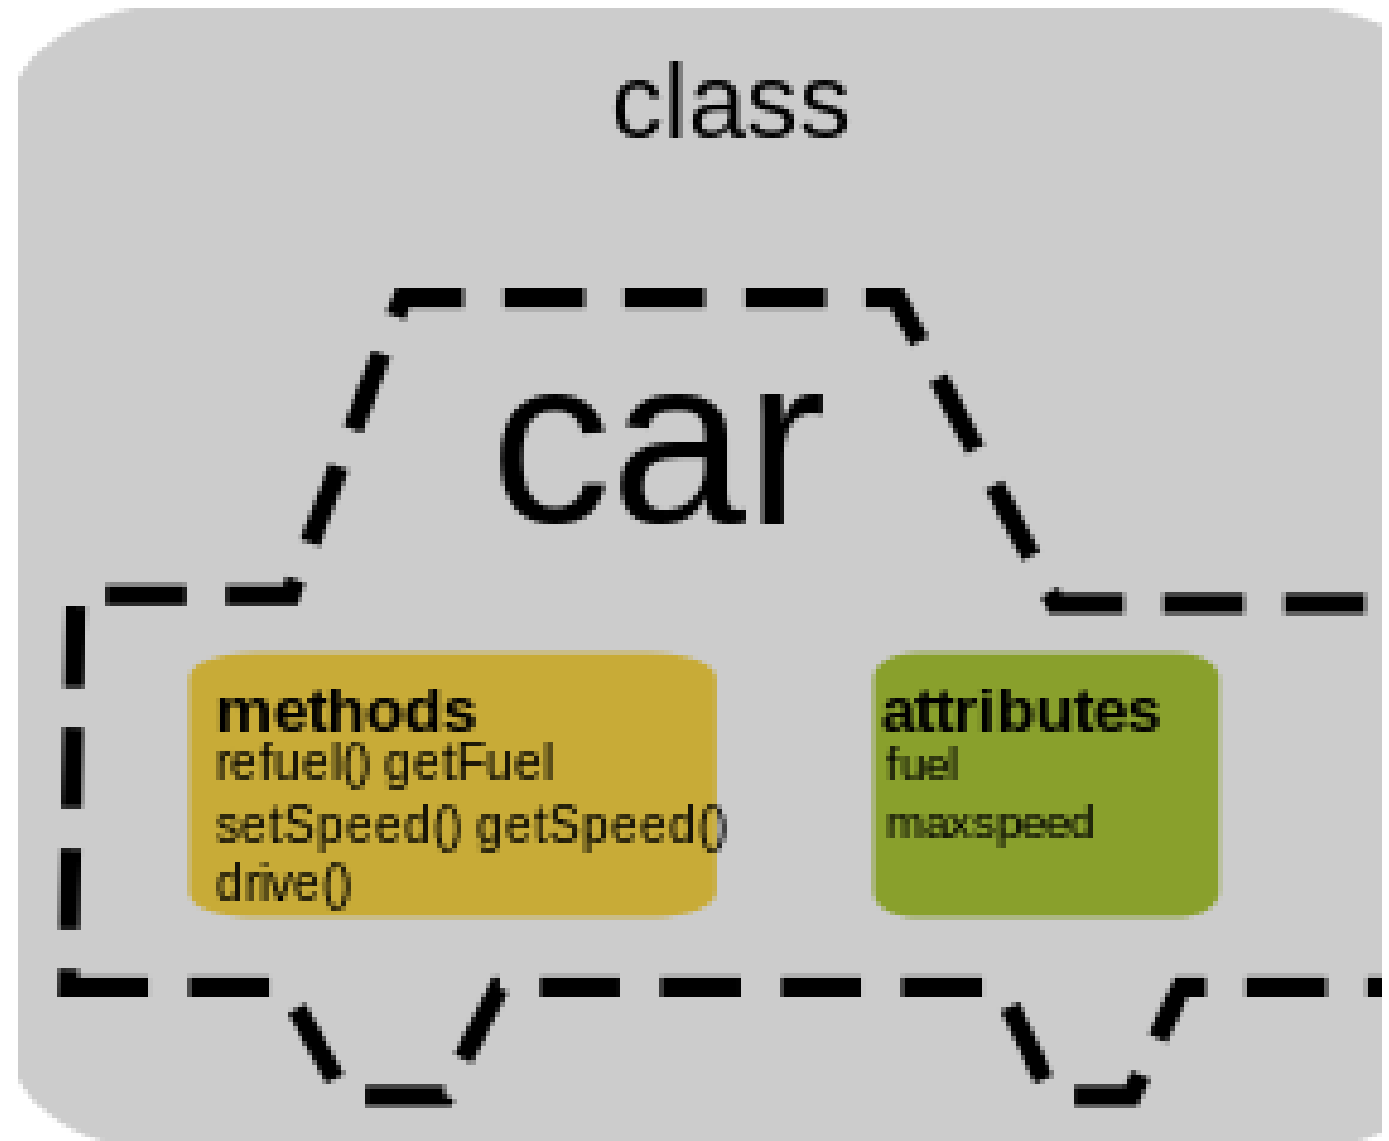 class
car
methods
refuel() getFuel
setSpeed() getSpeed()
drive()
attributes
fuel
maxspeed